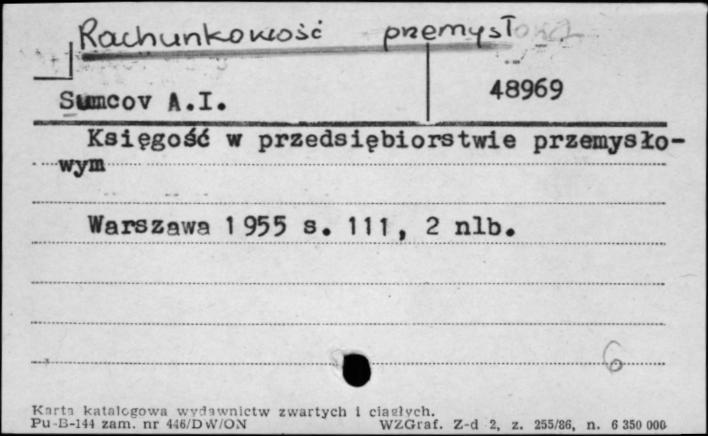 Rachunkowość przemysł
48969
Sumcov A.I.
Księgość w przedsiębiorstwie przemysło-
wym
Warszawa 1955 s. 111, 2 nlb.
6
Karta katalogowa wydawnictw zwartych i ciągłych.
Pu-B-144 zam. nr 446/DW/ON WZGraf. Z-d 2, z. 255/86, n. 6 350 000